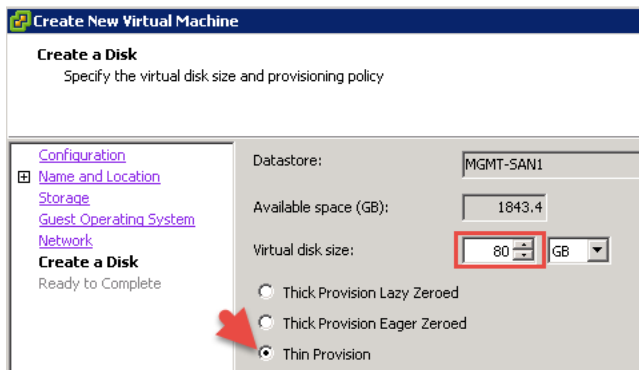 Create New Virtual Machine
Create a Disk
Specify the virtual disk size and provisioning policy
Configuration
Name and Location
Storage
Guest Operating System
Network
Create a Disk
Ready to Complete
Datastore: MGMT-SAN1
Available space (GB): 1843.4
Virtual disk size: 80 GB
Thick Provision Lazy Zeroed
Thick Provision Eager Zeroed
Thin Provision